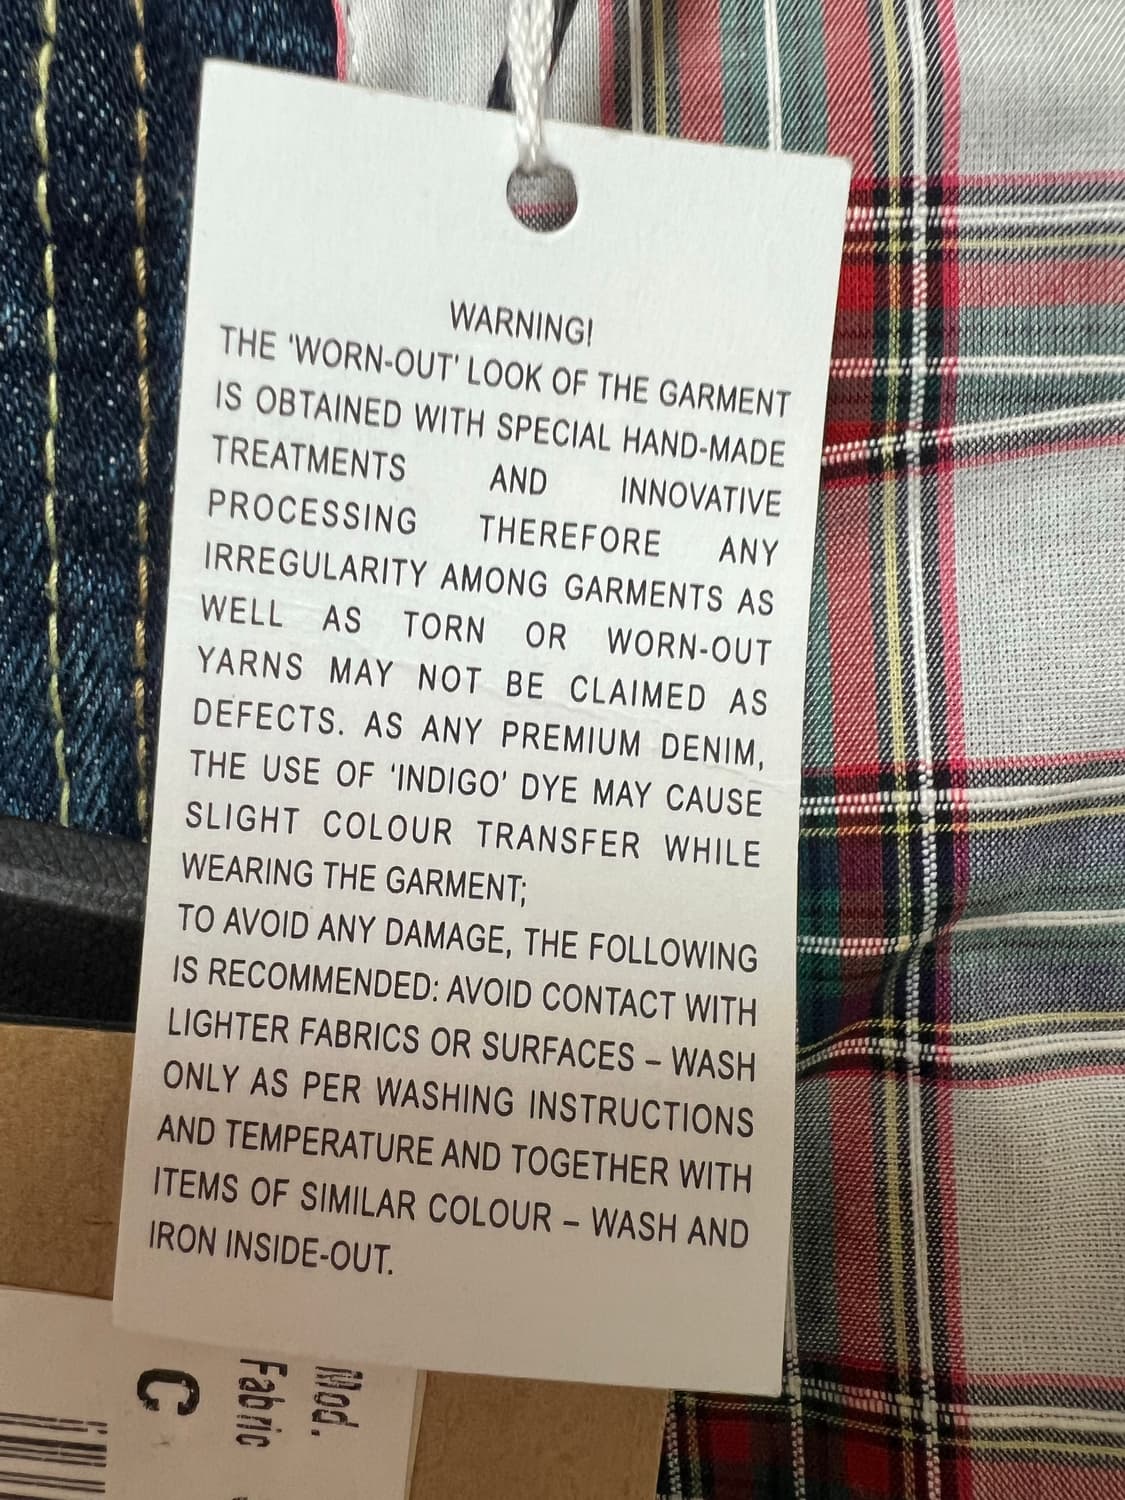 WARNING!
THE 'WORN-OUT' LOOK OF THE GARMENT
IS OBTAINED WITH SPECIAL HAND-MADE
TREATMENTS AND INNOVATIVE
PROCESSING THEREFORE ANY
IRREGULARITY AMONG GARMENTS AS
WELL AS TORN OR WORN-OUT
YARNS MAY NOT BE CLAIMED AS
DEFECTS. AS ANY PREMIUM DENIM,
THE USE OF 'INDIGO' DYE MAY CAUSE
SLIGHT COLOUR TRANSFER WHILE
WEARING THE GARMENT;
TO AVOID ANY DAMAGE, THE FOLLOWING
IS RECOMMENDED: AVOID CONTACT WITH
LIGHTER FABRICS OR SURFACES – WASH
ONLY AS PER WASHING INSTRUCTIONS
AND TEMPERATURE AND TOGETHER WITH
ITEMS OF SIMILAR COLOUR – WASH AND
IRON INSIDE-OUT.
Mod.
Fabric
C